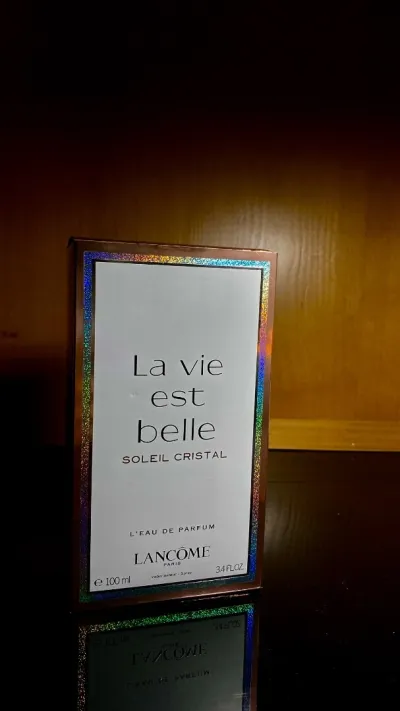 La vie
est
belle
SOLEIL CRISTAL
L'EAU DE PARFUM
LANCÔME
PARIS
℮ 100 ml 3.4 FL.OZ.